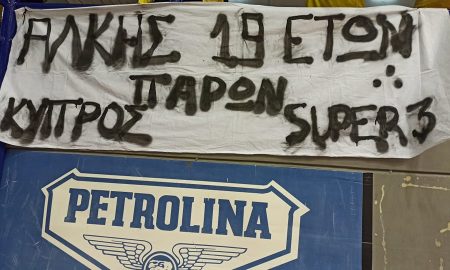 ΑΛΚΗΣ 19 ΕΤΩΝ
ΠΑΡΩΝ
ΚΥΠΡΟΣ SUPER 3
PETROLINA